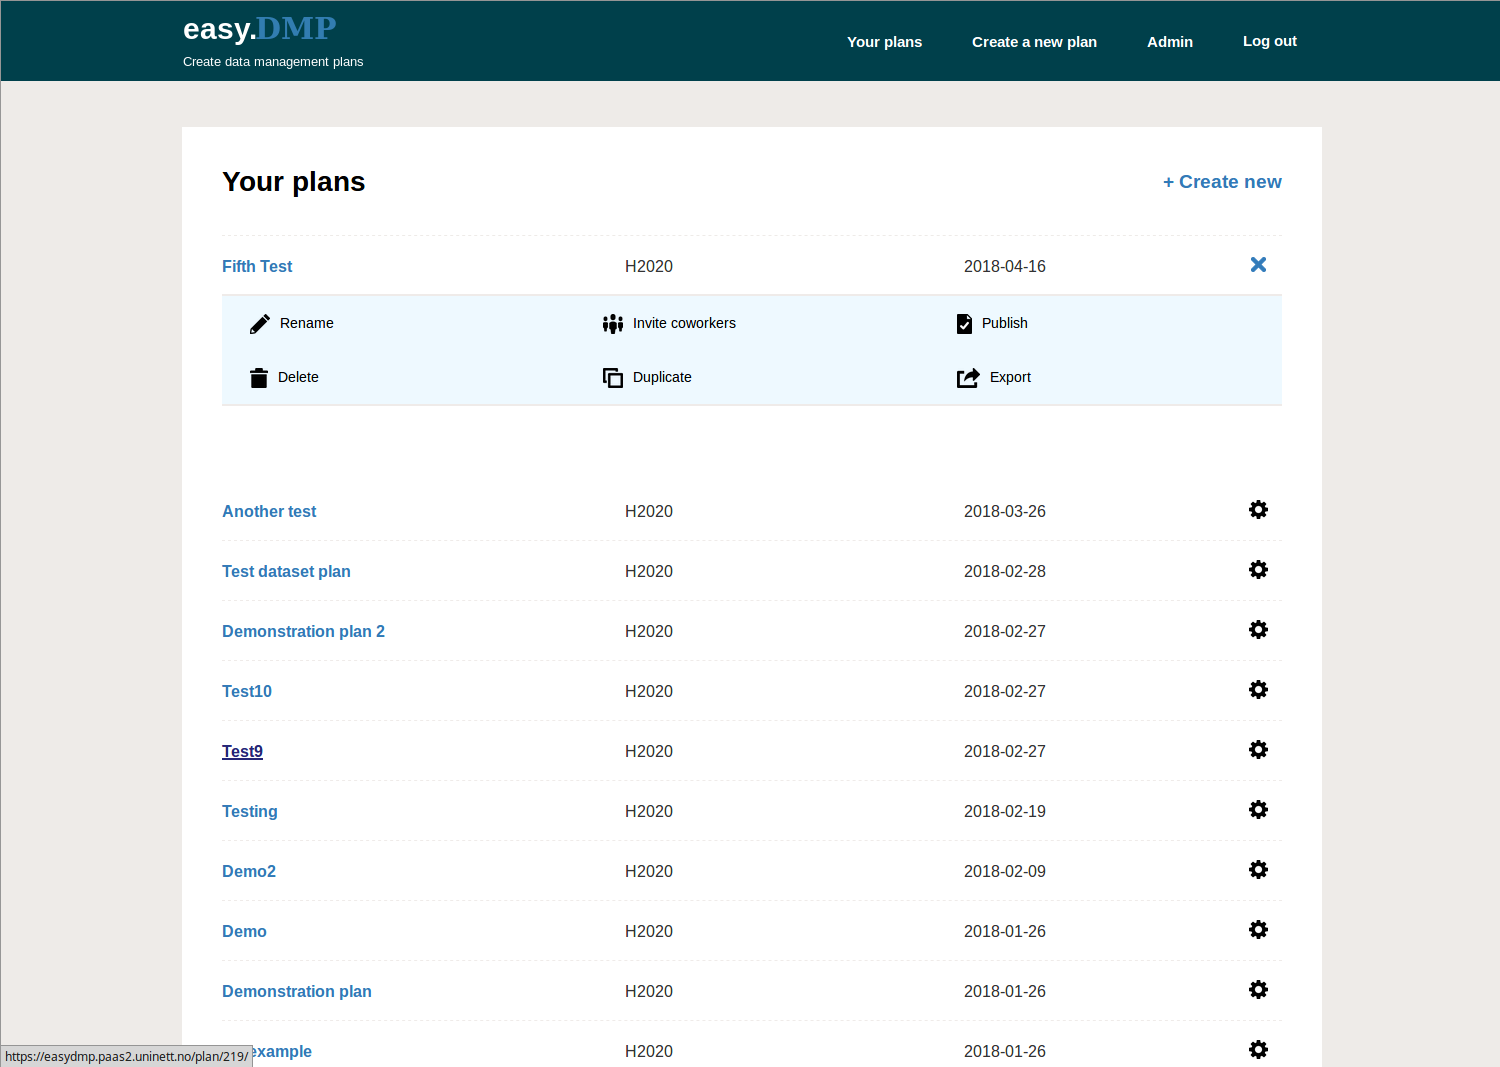 easy.DMP
Create data management plans
Your plans Create a new plan Admin Log out
Your plans
+ Create new
Fifth Test H2020 2018-04-16
Rename Invite coworkers Publish
Delete Duplicate Export
Another test H2020 2018-03-26
Test dataset plan H2020 2018-02-28
Demonstration plan 2 H2020 2018-02-27
Test10 H2020 2018-02-27
Test9 H2020 2018-02-27
Testing H2020 2018-02-19
Demo2 H2020 2018-02-09
Demo H2020 2018-01-26
Demonstration plan H2020 2018-01-26
example H2020 2018-01-26
https://easydmp.paas2.uninett.no/plan/219/